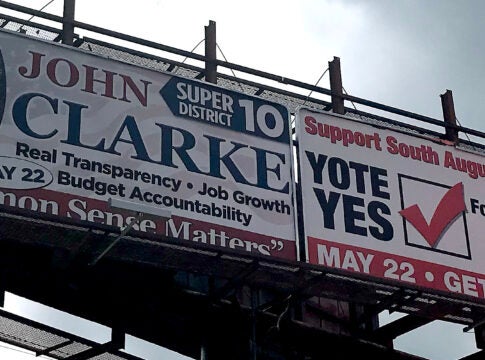 JOHN
SUPER
DISTRICT 10
CLARKE
Real Transparency • Job Growth
AY 22
Budget Accountability
mon Sense Matters"
Support South Augu
VOTE
YES
Fo
MAY 22 • GET